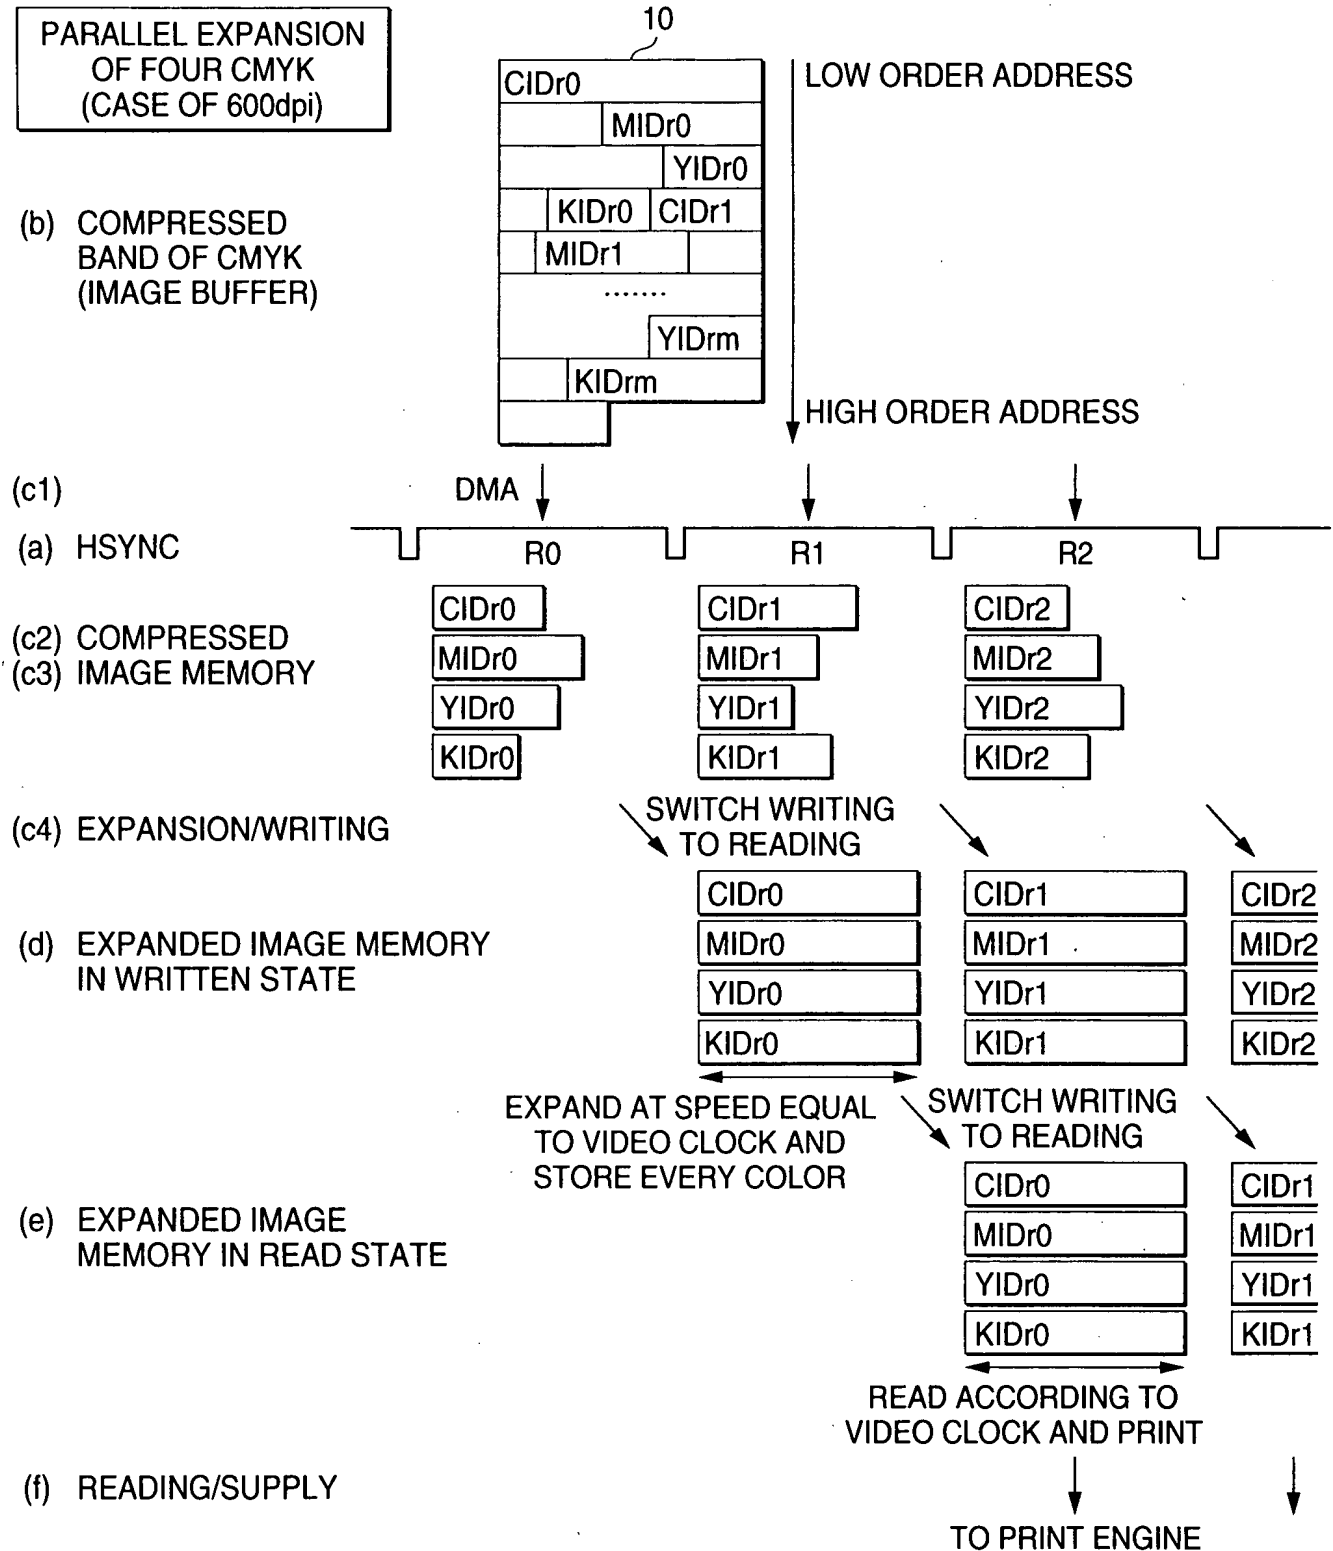 10
PARALLEL EXPANSION
OF FOUR CMYK
(CASE OF 600dpi)
CIDr0
LOW ORDER ADDRESS
MIDr0
YIDr0
(b) COMPRESSED
BAND OF CMYK
(IMAGE BUFFER)
KIDr0 CIDr1
MIDr1
.......
YIDrm
KIDrm
HIGH ORDER ADDRESS
(c1) DMA
(a) HSYNC R0 R1 R2
CIDr0 CIDr1 CIDr2
(c2) COMPRESSED
(c3) IMAGE MEMORY
MIDr0 MIDr1 MIDr2
YIDr0 YIDr1 YIDr2
KIDr0 KIDr1 KIDr2
(c4) EXPANSION/WRITING
SWITCH WRITING
TO READING
CIDr0 CIDr1 CIDr2
(d) EXPANDED IMAGE MEMORY
IN WRITTEN STATE
MIDr0 MIDr1 MIDr2
YIDr0 YIDr1 YIDr2
KIDr0 KIDr1 KIDr2
EXPAND AT SPEED EQUAL
TO VIDEO CLOCK AND
STORE EVERY COLOR
SWITCH WRITING
TO READING
CIDr0 CIDr1
(e) EXPANDED IMAGE
MEMORY IN READ STATE
MIDr0 MIDr1
YIDr0 YIDr1
KIDr0 KIDr1
READ ACCORDING TO
VIDEO CLOCK AND PRINT
(f) READING/SUPPLY
TO PRINT ENGINE